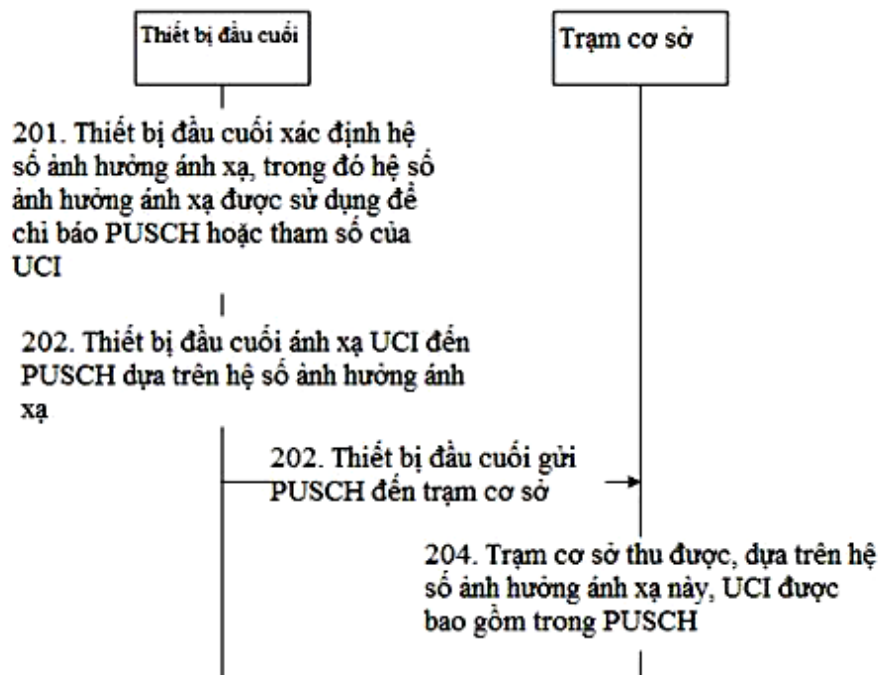 Thiết bị đầu cuối
Trạm cơ sở
201. Thiết bị đầu cuối xác định hệ
số ảnh hưởng ánh xạ, trong đó hệ số
ảnh hưởng ánh xạ được sử dụng để
chỉ báo PUSCH hoặc tham số của
UCI
202. Thiết bị đầu cuối ánh xạ UCI đến
PUSCH dựa trên hệ số ảnh hưởng ánh
xạ
202. Thiết bị đầu cuối gửi
PUSCH đến trạm cơ sở
204. Trạm cơ sở thu được, dựa trên hệ
số ảnh hưởng ánh xạ này, UCI được
bao gồm trong PUSCH